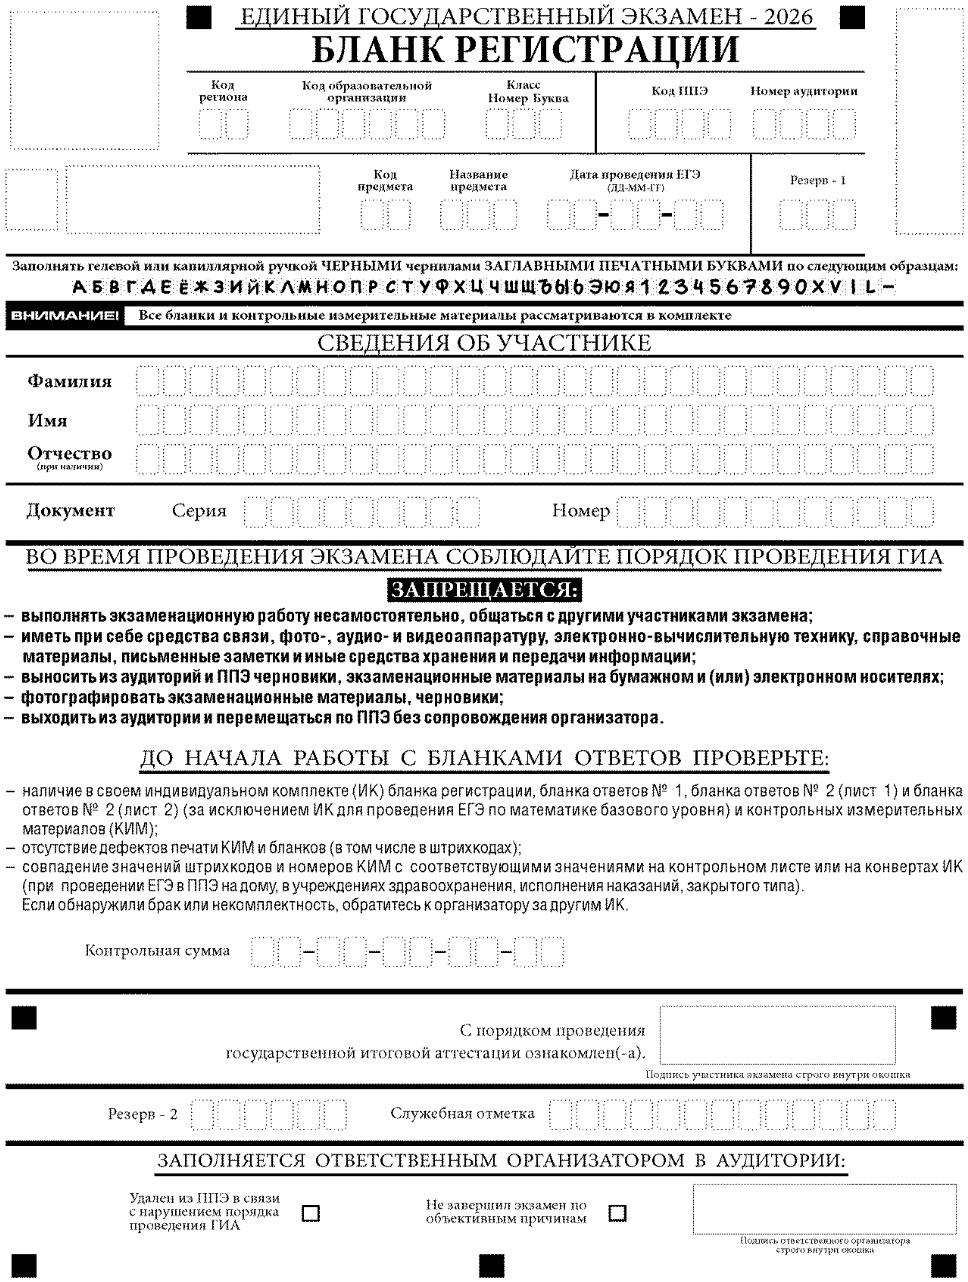 ЕДИНЫЙ ГОСУДАРСТВЕННЫЙ ЭКЗАМЕН - 2026
БЛАНК РЕГИСТРАЦИИ
Код региона
Код образовательной организации
Класс
Номер Буква
Код ППЭ
Номер аудитории
Код предмета
Название предмета
Дата проведения ЕГЭ
(ДД-ММ-ГГ)
Резерв - 1
Заполнять гелевой или капиллярной ручкой ЧЕРНЫМИ чернилами ЗАГЛАВНЫМИ ПЕЧАТНЫМИ БУКВАМИ по следующим образцам:
А Б В Г Д Е Ё Ж З И Й К Л М Н О П Р С Т У Ф Х Ц Ч Ш Щ Ъ Ы Ь Э Ю Я 1 2 3 4 5 6 7 8 9 0 X V I L –
ВНИМАНИЕ! Все бланки и контрольные измерительные материалы рассматриваются в комплекте
СВЕДЕНИЯ ОБ УЧАСТНИКЕ
Фамилия
Имя
Отчество
(при наличии)
Документ Серия Номер
ВО ВРЕМЯ ПРОВЕДЕНИЯ ЭКЗАМЕНА СОБЛЮДАЙТЕ ПОРЯДОК ПРОВЕДЕНИЯ ГИА
ЗАПРЕЩАЕТСЯ:
– выполнять экзаменационную работу несамостоятельно, общаться с другими участниками экзамена;
– иметь при себе средства связи, фото-, аудио- и видеоаппаратуру, электронно-вычислительную технику, справочные
материалы, письменные заметки и иные средства хранения и передачи информации;
– выносить из аудиторий и ППЭ черновики, экзаменационные материалы на бумажном и (или) электронном носителях;
– фотографировать экзаменационные материалы, черновики;
– выходить из аудитории и перемещаться по ППЭ без сопровождения организатора.
ДО НАЧАЛА РАБОТЫ С БЛАНКАМИ ОТВЕТОВ ПРОВЕРЬТЕ:
– наличие в своем индивидуальном комплекте (ИК) бланка регистрации, бланка ответов № 1, бланка ответов № 2 (лист 1) и бланка
ответов № 2 (лист 2) (за исключением ИК для проведения ЕГЭ по математике базового уровня) и контрольных измерительных
материалов (КИМ);
– отсутствие дефектов печати КИМ и бланков (в том числе в штрихкодах);
– совпадение значений штрихкодов и номеров КИМ с соответствующими значениями на контрольном листе или на конвертах ИК
(при проведении ЕГЭ в ППЭ на дому, в учреждениях здравоохранения, исполнения наказаний, закрытого типа).
Если обнаружили брак или некомплектность, обратитесь к организатору за другим ИК.
Контрольная сумма
С порядком проведения
государственной итоговой аттестации ознакомлен(-а).
Подпись участника экзамена строго внутри окошка
Резерв - 2 Служебная отметка
ЗАПОЛНЯЕТСЯ ОТВЕТСТВЕННЫМ ОРГАНИЗАТОРОМ В АУДИТОРИИ:
Удален из ППЭ в связи
с нарушением порядка
проведения ГИА
Не завершил экзамен по
объективным причинам
Подпись ответственного организатора
строго внутри окошка